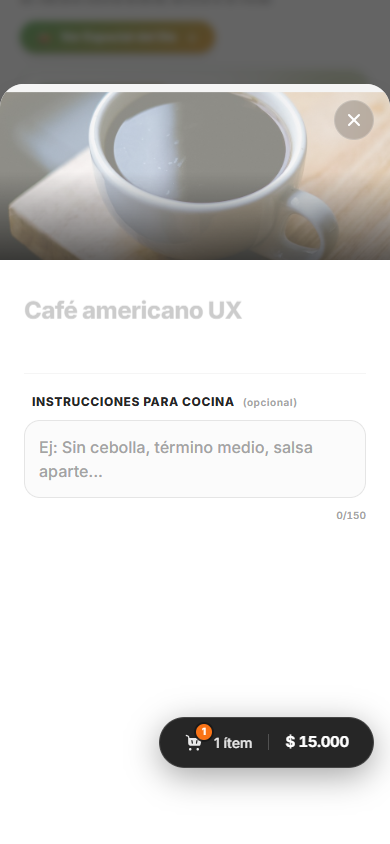 Café americano UX
INSTRUCCIONES PARA COCINA (opcional)
Ej: Sin cebolla, término medio, salsa
aparte...
0/150
1
1 ítem
$ 15.000